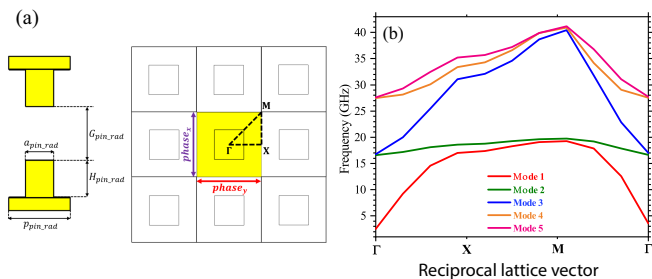 (a)
a_pin_rad
G_pin_rad
H_pin_rad
p_pin_rad
M
Γ
X
phase_x
phase_y
(b)
Frequency (GHz)
40
35
30
25
20
15
10
5
Mode 1
Mode 2
Mode 3
Mode 4
Mode 5
Γ
X
M
Γ
Reciprocal lattice vector